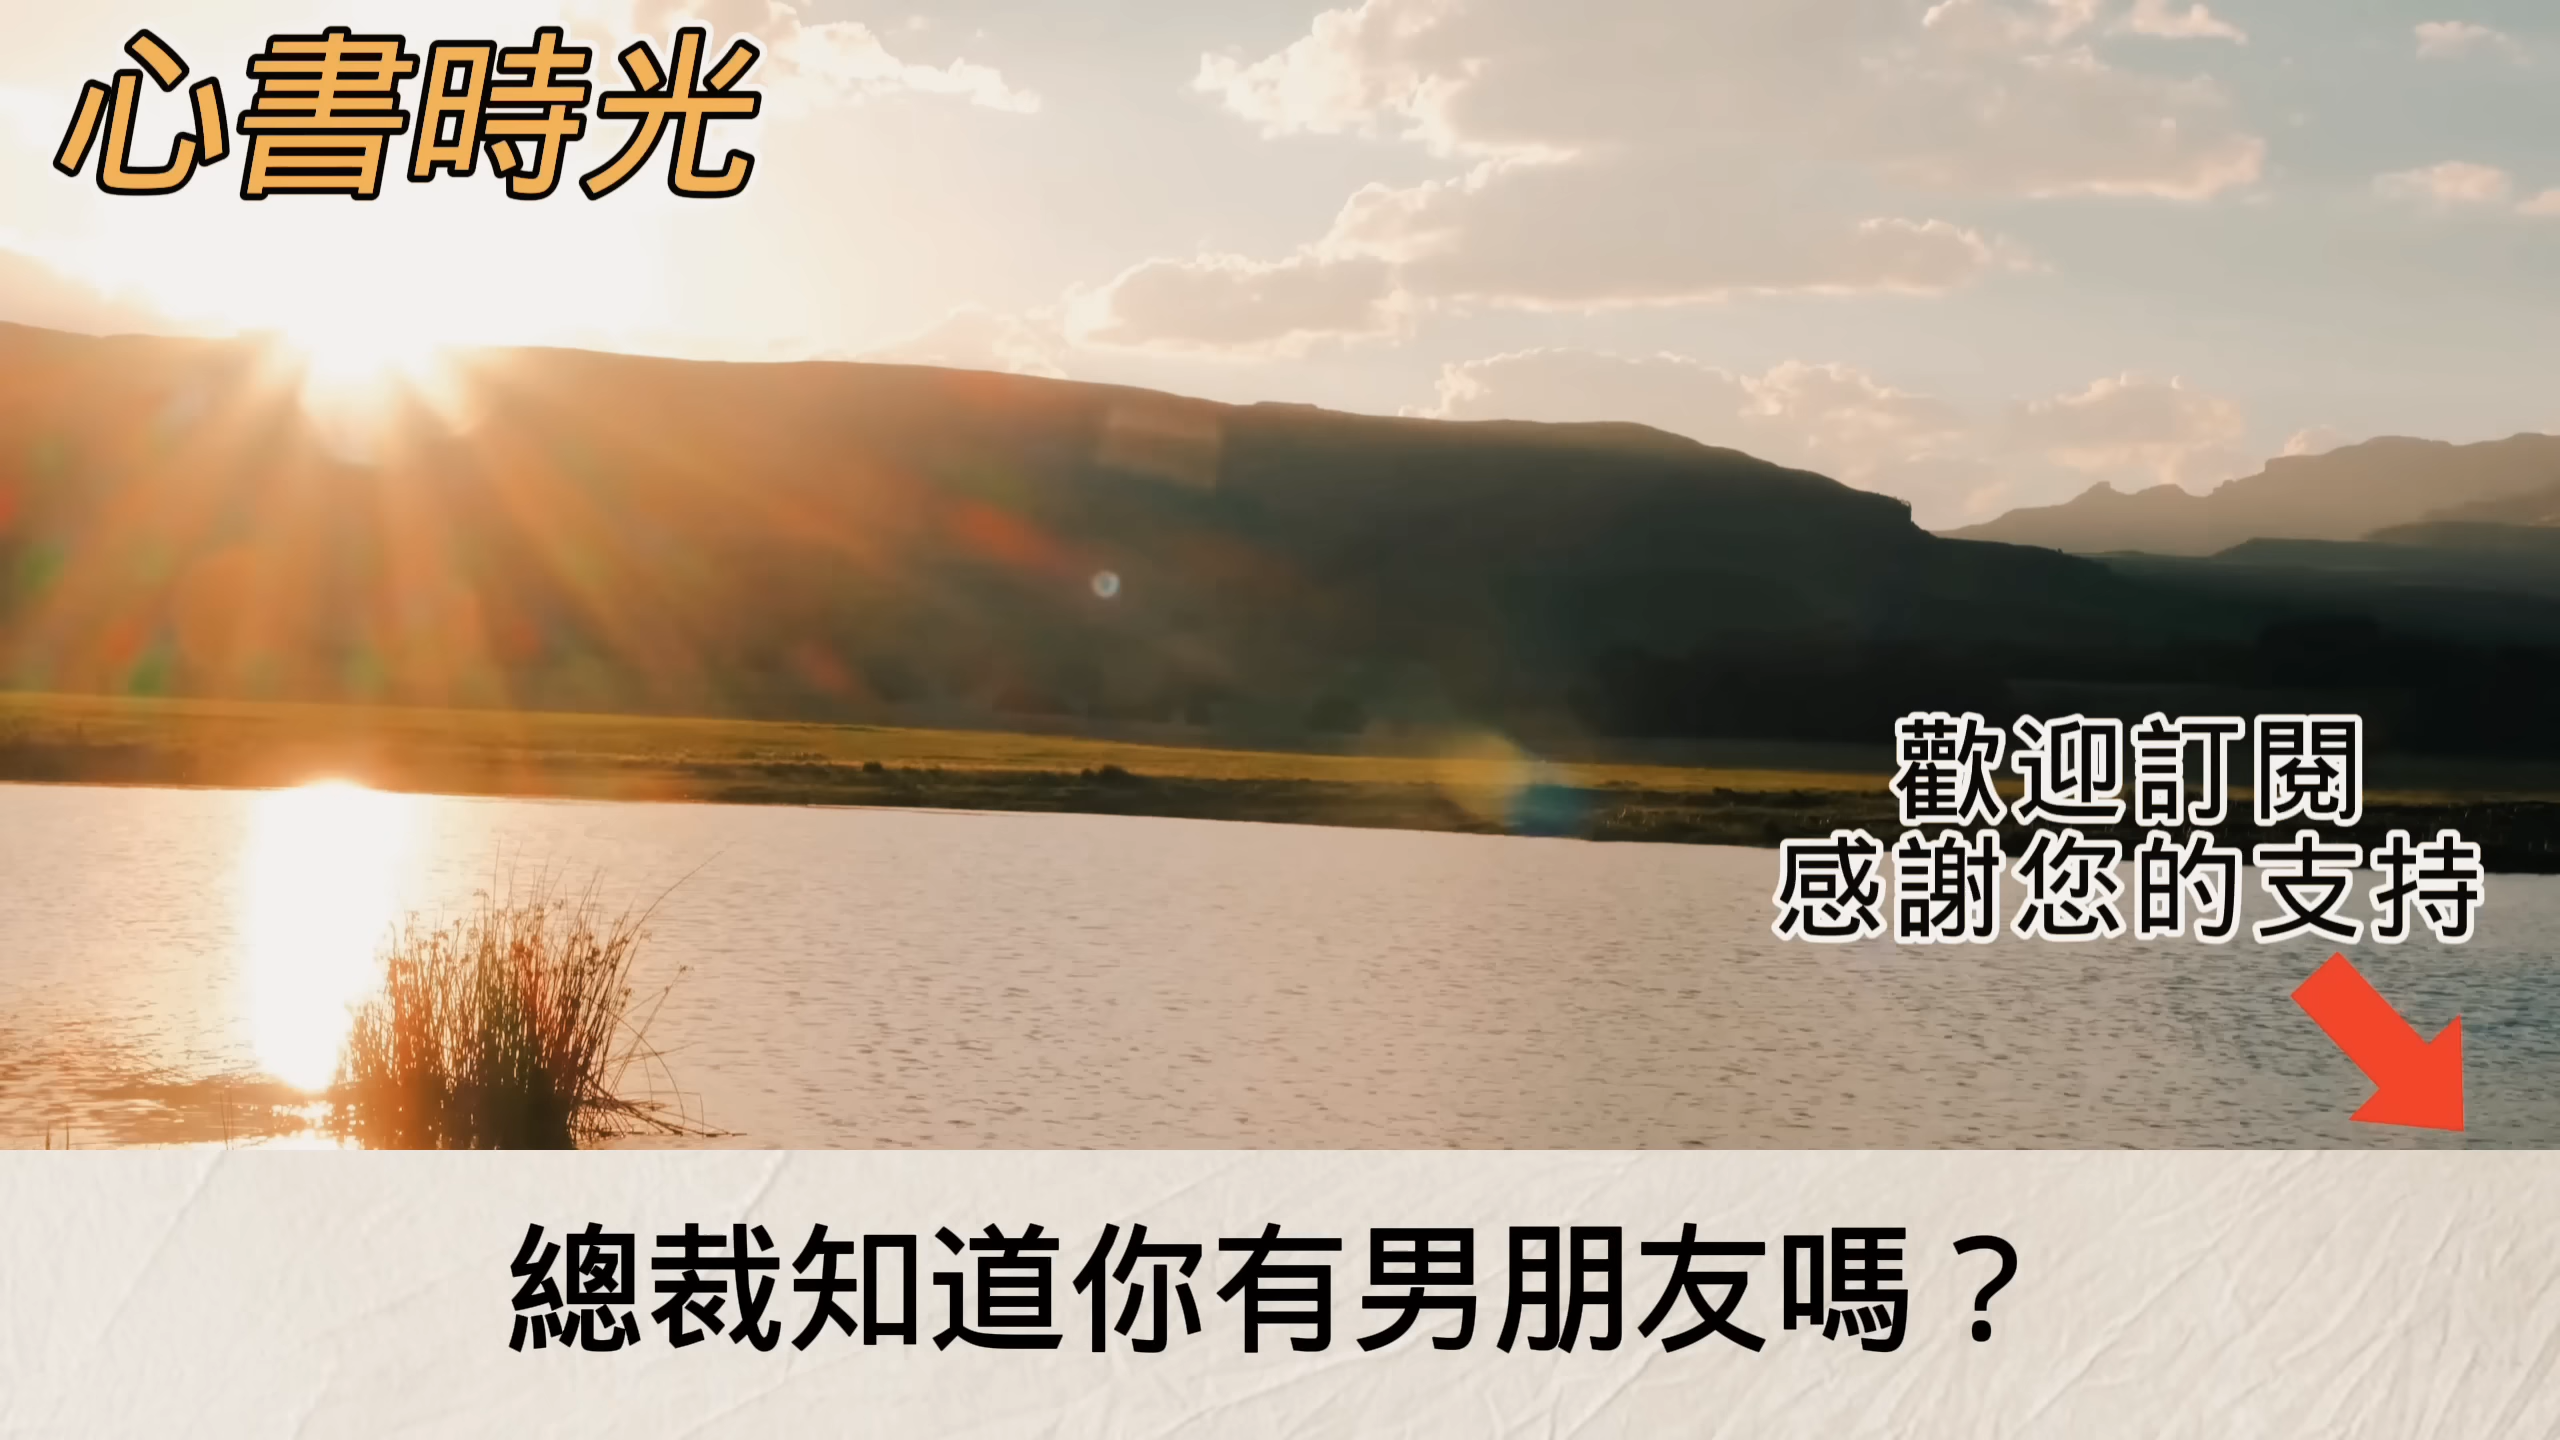 心書時光
歡迎訂閱
感謝您的支持
總裁知道你有男朋友嗎？